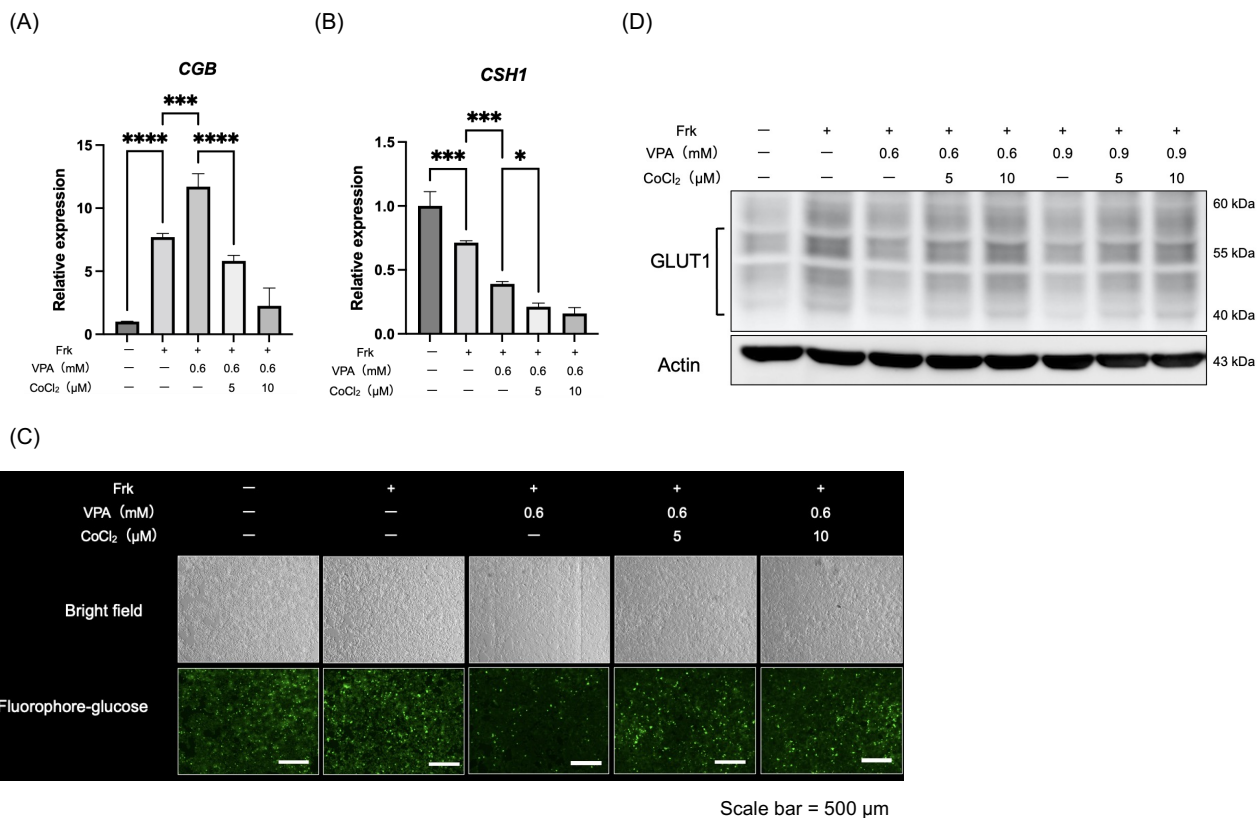 (A)
CGB
***
**** ****
Relative expression
15
10
5
0
Frk — + + + +
VPA (mM) — — 0.6 0.6 0.6
CoCl₂ (μM) — — — 5 10
(B)
CSH1
***
*** *
Relative expression
1.5
1.0
0.5
0.0
Frk — + + + +
VPA (mM) — — 0.6 0.6 0.6
CoCl₂ (μM) — — — 5 10
(D)
Frk — + + + + + + +
VPA (mM) — — 0.6 0.6 0.6 0.9 0.9 0.9
CoCl₂ (μM) — — — 5 10 — 5 10
60 kDa
GLUT1
55 kDa
40 kDa
Actin
43 kDa
(C)
Frk — + + + +
VPA (mM) — — 0.6 0.6 0.6
CoCl₂ (μM) — — — 5 10
Bright field
Fluorophore-glucose
Scale bar = 500 μm